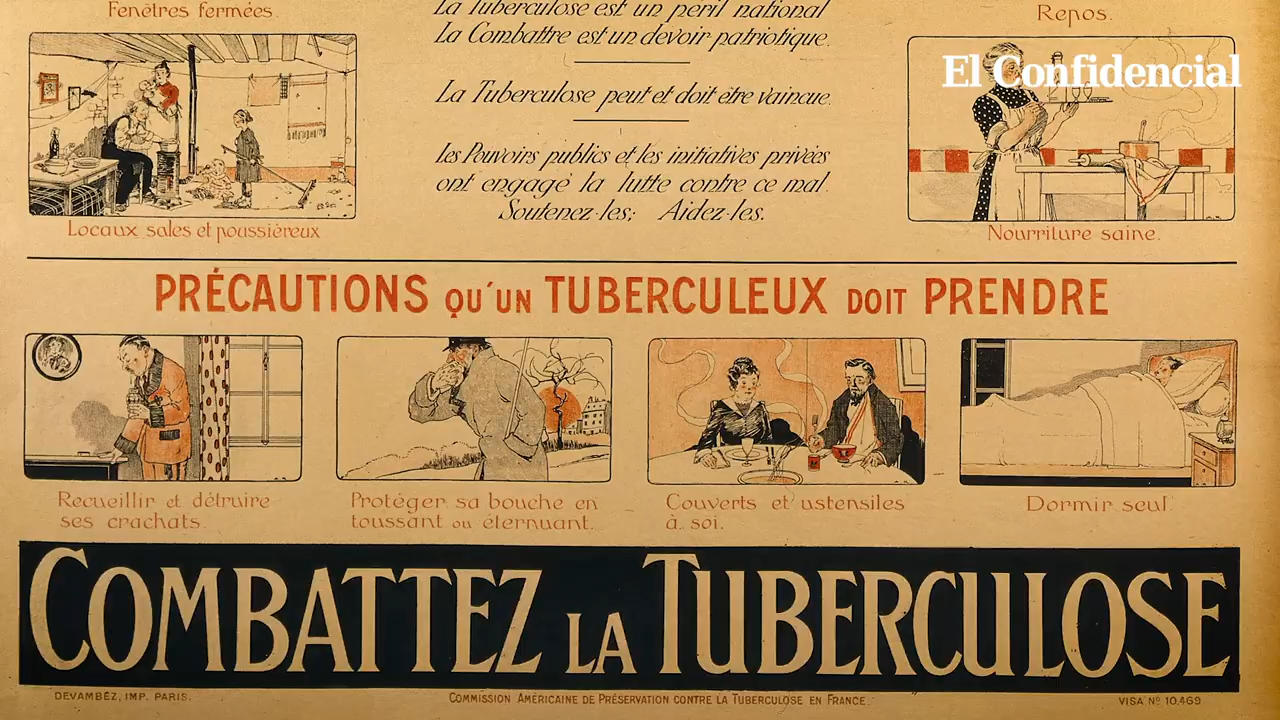 Fenêtres fermées.
Locaux sales et poussiéreux
La Tuberculose est un péril national
La Combattre est un devoir patriotique.
La Tuberculose peut et doit être vaincue.
Les Pouvoirs publics et les initiatives privées
ont engagé la lutte contre ce mal.
Soutenez-les; Aidez-les.
Repos.
El Confidencial
Nourriture saine.
PRÉCAUTIONS QU'UN TUBERCULEUX DOIT PRENDRE
Recueillir et détruire
ses crachats.
Protéger sa bouche en
toussant ou éternuant.
Couverts et ustensiles
à soi.
Dormir seul.
COMBATTEZ LA TUBERCULOSE
DEVAMBEZ, IMP. PARIS.
COMMISSION AMÉRICAINE DE PRÉSERVATION CONTRE LA TUBERCULOSE EN FRANCE.
VISA Nº 10.469